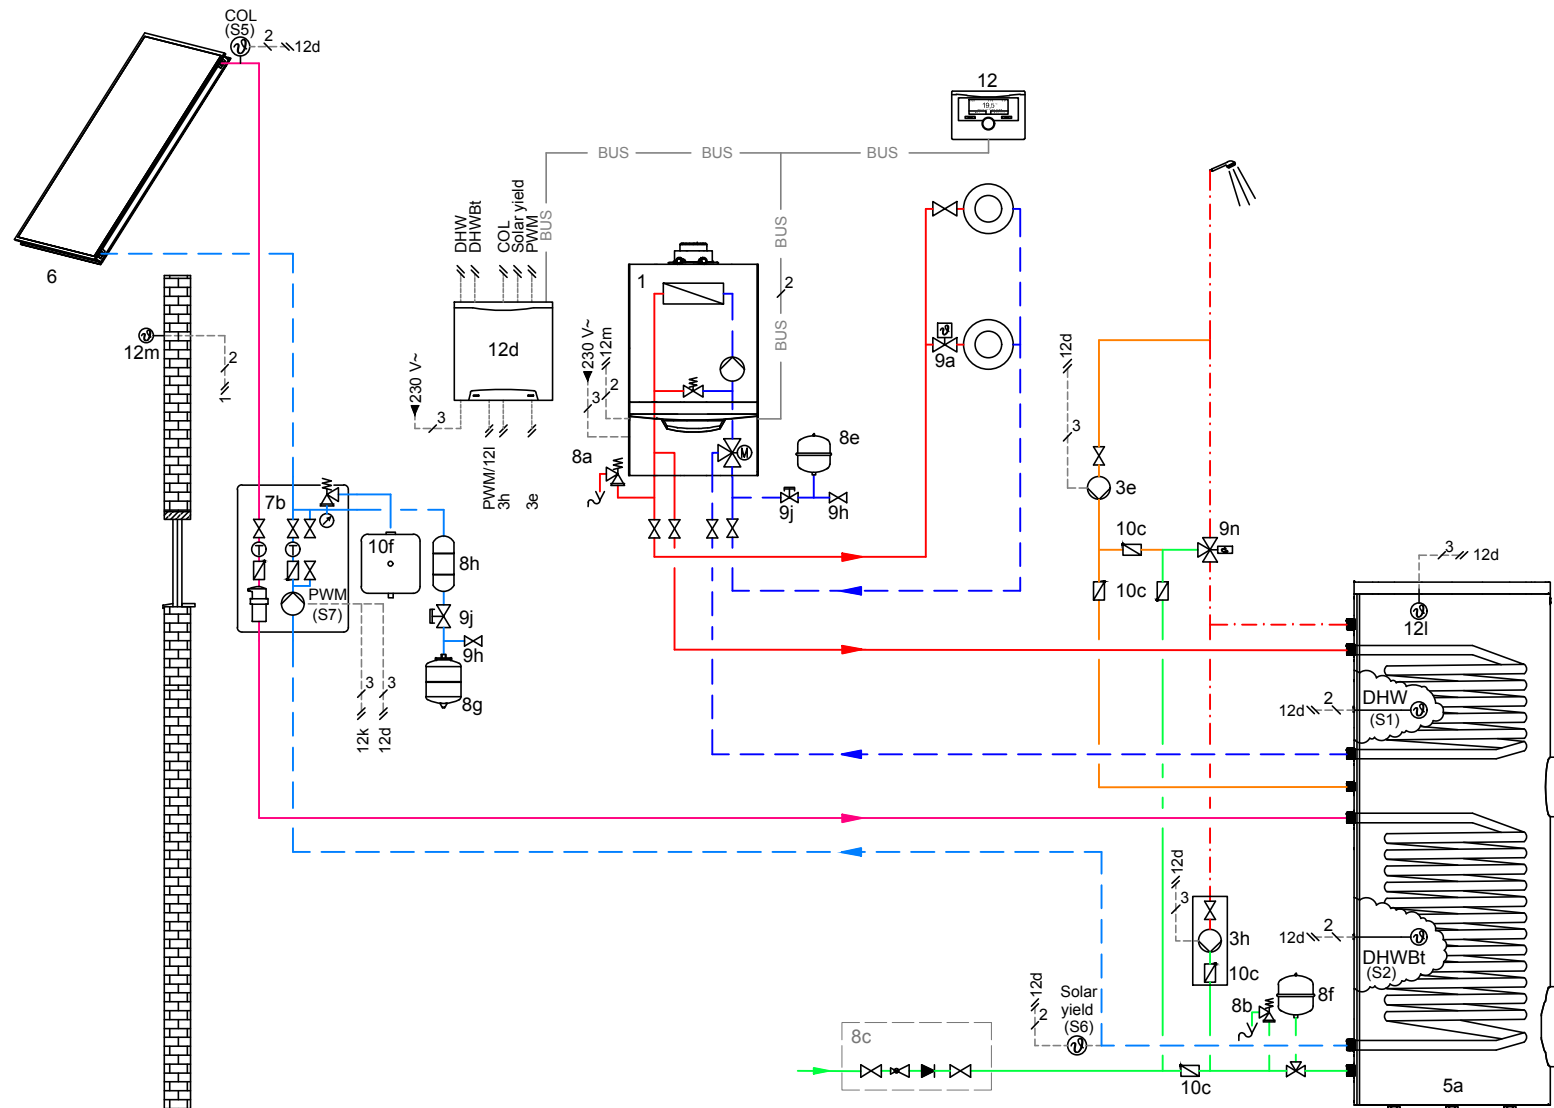 COL
(S5)
2
12d
6
12m
2
1
12
19,5
BUS
BUS
BUS
BUS
BUS
BUS
DHW
DHWBt
COL
Solar yield
PWM
12d
230 V~
3
PWM/12l
3h
3e
1
230 V~
12m
3
2
2
M
8a
8e
9j
9h
9a
7b
T
T
PWM
(S7)
10f
8h
9j
9h
8g
3
3
12k
12d
12d
3
3e
10c
10c
9n
3
12d
12l
12d
2
DHW
(S1)
12d
2
DHWBt
(S2)
12d
3
3h
10c
8b
8f
12d
2
Solar
yield
(S6)
8c
10c
5a